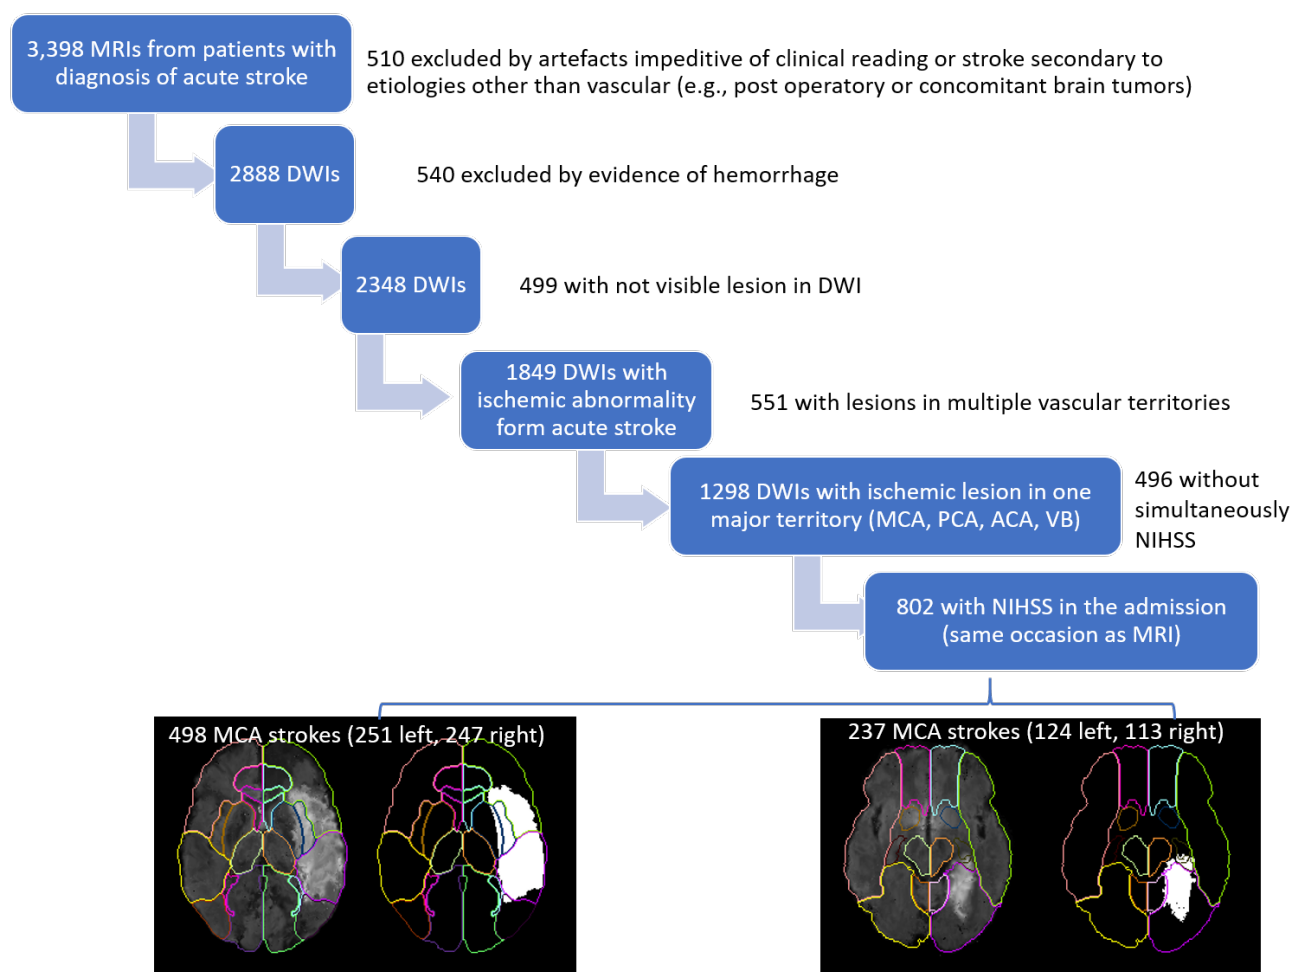 3,398 MRIs from patients with
diagnosis of acute stroke
510 excluded by artefacts impeditive of clinical reading or stroke secondary to
etiologies other than vascular (e.g., post operatory or concomitant brain tumors)
2888 DWIs
540 excluded by evidence of hemorrhage
2348 DWIs
499 with not visible lesion in DWI
1849 DWIs with
ischemic abnormality
form acute stroke
551 with lesions in multiple vascular territories
1298 DWIs with ischemic lesion in one
major territory (MCA, PCA, ACA, VB)
496 without
simultaneously
NIHSS
802 with NIHSS in the admission
(same occasion as MRI)
498 MCA strokes (251 left, 247 right)
237 MCA strokes (124 left, 113 right)